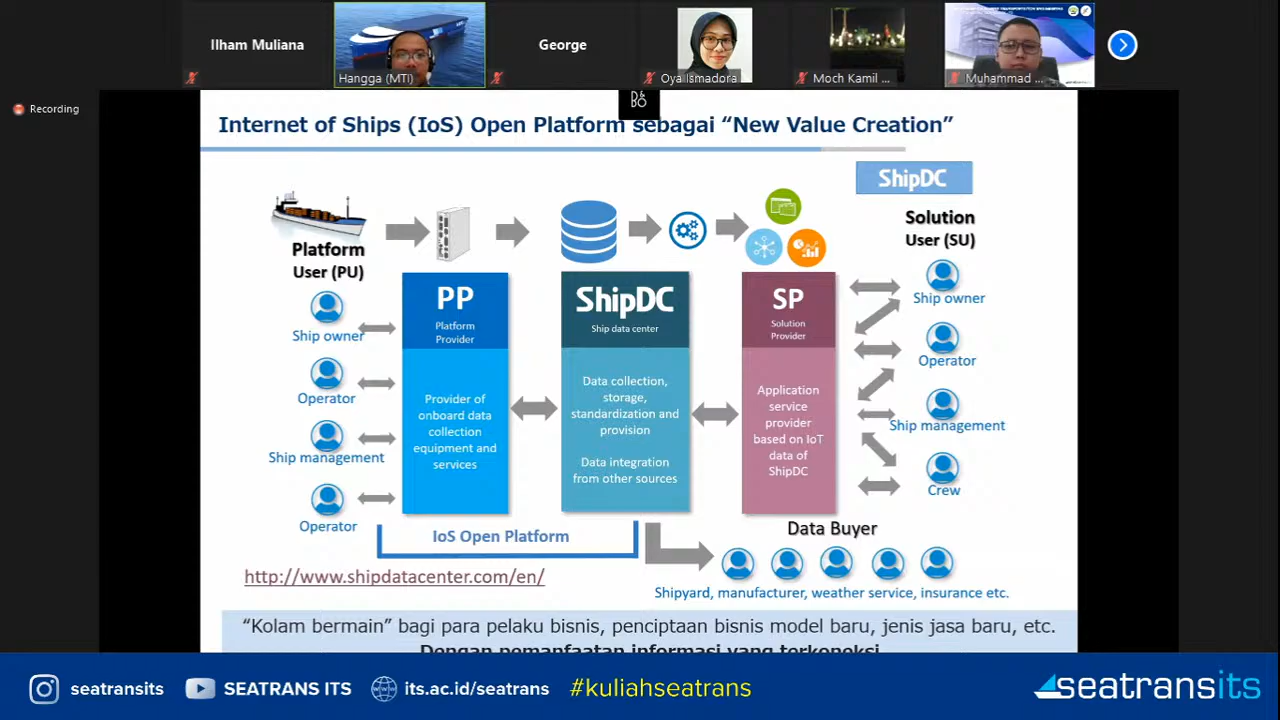 Ilham Muliana
Hangga (MTI)
George
Oya Ismadora
Moch Kamil ...
Muhammad ...
Recording
D&
BO
Internet of Ships (IoS) Open Platform sebagai “New Value Creation”
ShipDC
Platform
User (PU)
Ship owner
Operator
Ship management
Operator
PP
Platform
Provider
Provider of
onboard data
collection
equipment and
services
ShipDC
Ship data center
Data collection,
storage,
standardization and
provision
Data integration
from other sources
SP
Solution
Provider
Application
service
provider
based on IoT
data of
ShipDC
Solution
User (SU)
Ship owner
Operator
Ship management
Crew
IoS Open Platform
Data Buyer
http://www.shipdatacenter.com/en/
Shipyard, manufacturer, weather service, insurance etc.
“Kolam bermain” bagi para pelaku bisnis, penciptaan bisnis model baru, jenis jasa baru, etc.
Dengan pemanfaatan informasi yang terkoneksi
seatransits
SEATRANS ITS
its.ac.id/seatrans
#kuliahseatrans
seatransits